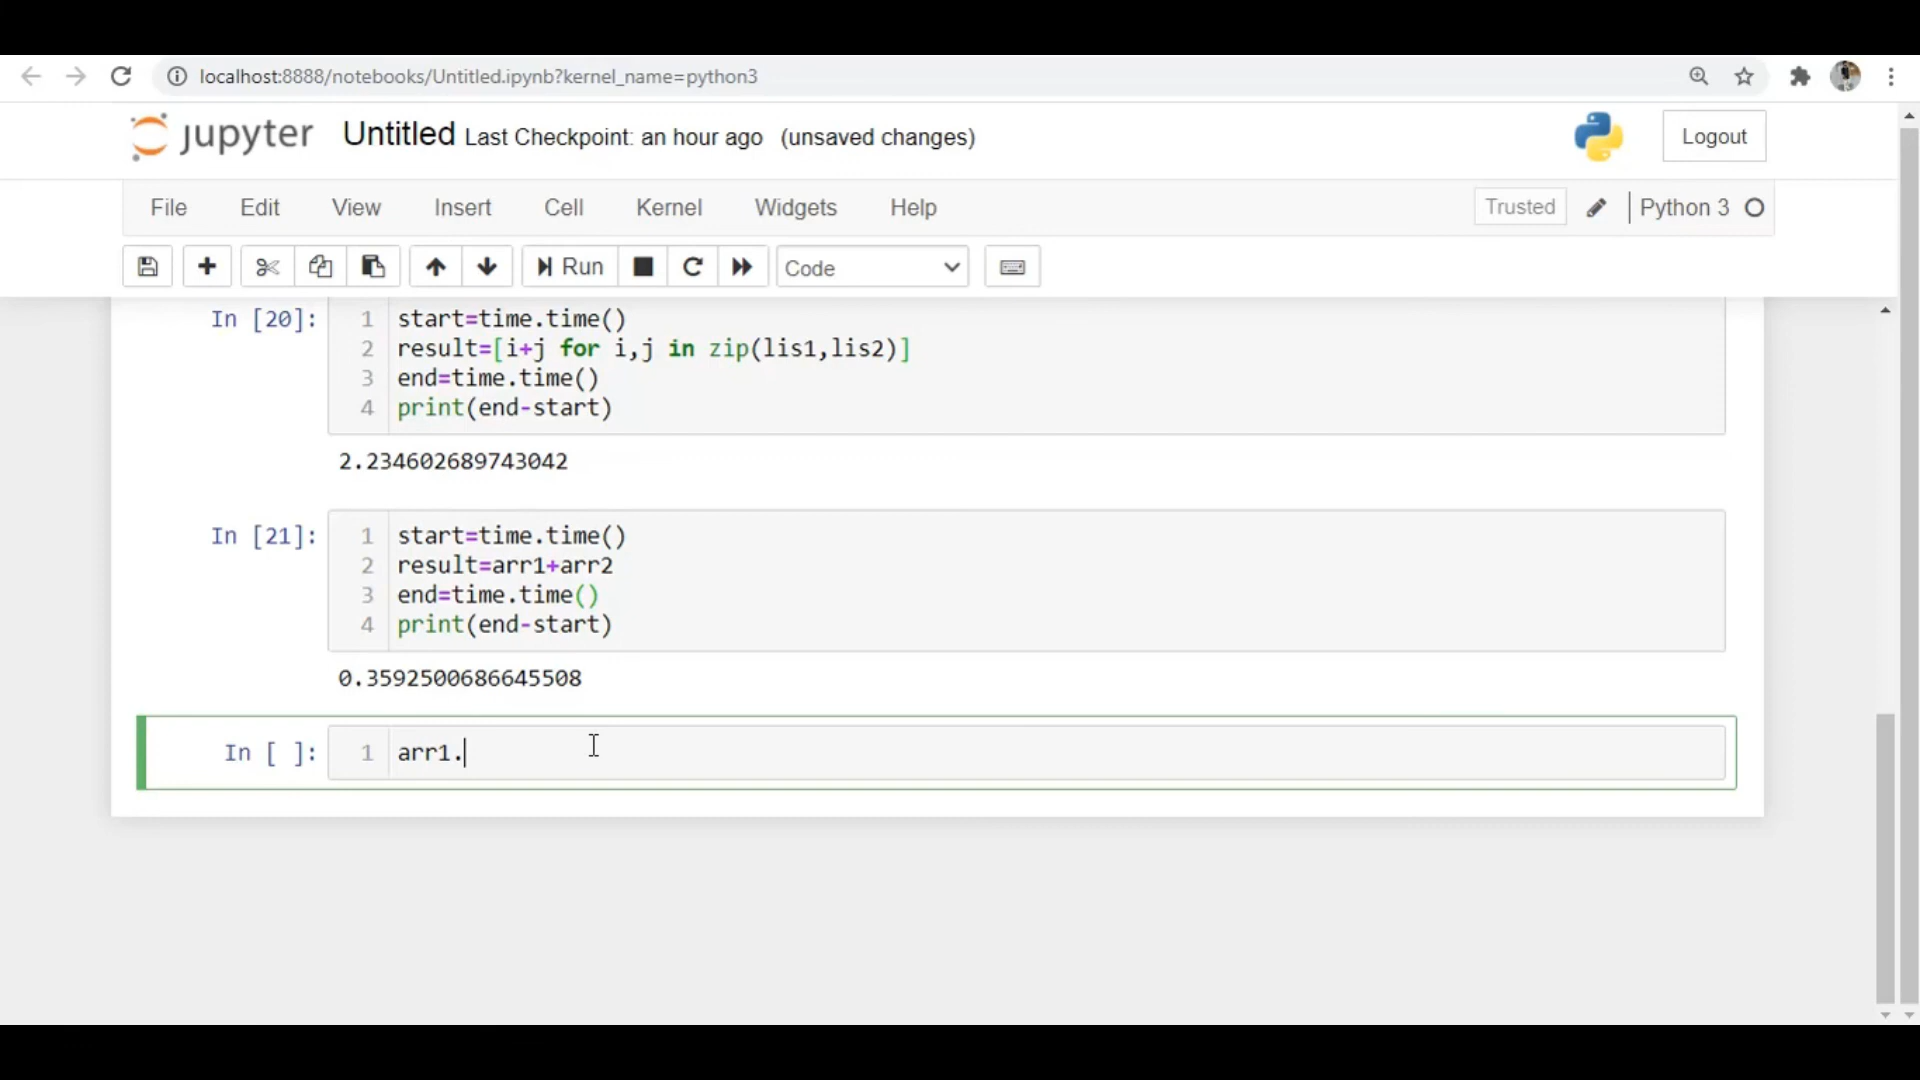 localhost:8888/notebooks/Untitled.ipynb?kernel_name=python3
jupyter Untitled Last Checkpoint: an hour ago (unsaved changes) Logout
File Edit View Insert Cell Kernel Widgets Help Trusted Python 3
Run Code
In [20]: 1 start=time.time()
2 result=[i+j for i,j in zip(lis1,lis2)]
3 end=time.time()
4 print(end-start)
2.234602689743042
In [21]: 1 start=time.time()
2 result=arr1+arr2
3 end=time.time()
4 print(end-start)
0.3592500686645508
In [ ]: 1 arr1.